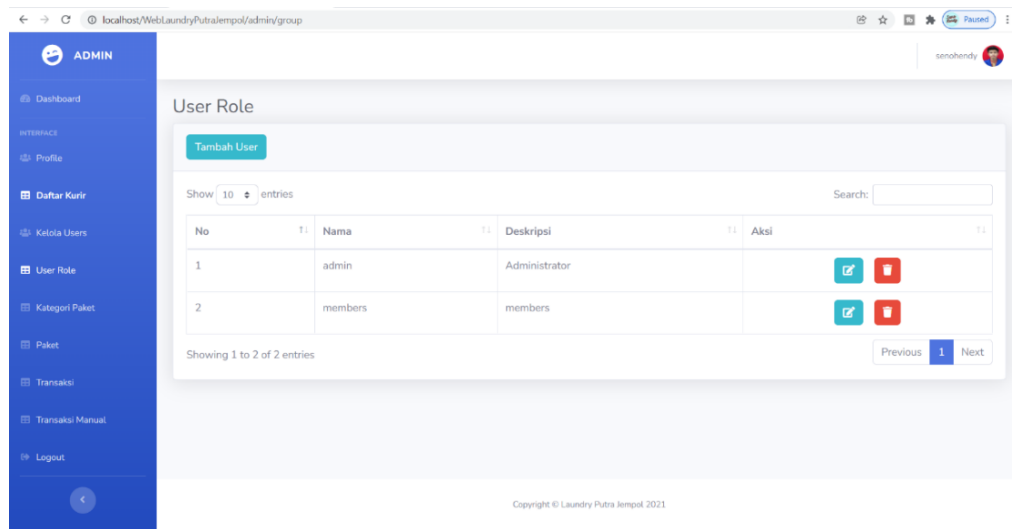 localhost/WebLaundryPutraJempol/admin/group
Paused
ADMIN
senohendy
Dashboard
INTERFACE
Profile
Daftar Kurir
Kelola Users
User Role
Kategori Paket
Paket
Transaksi
Transaksi Manual
Logout
User Role
Tambah User
Show 10 entries
Search:
No Nama Deskripsi Aksi
1 admin Administrator
2 members members
Showing 1 to 2 of 2 entries
Previous 1 Next
Copyright © Laundry Putra Jempol 2021